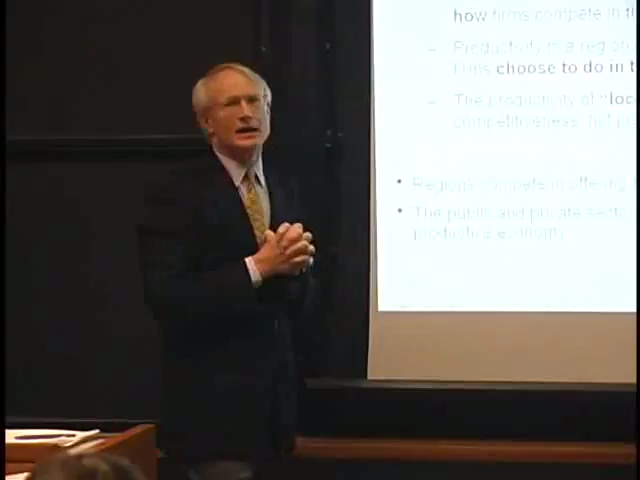 how firms compete in t
– Productivity in a region
firms choose to do in t
– The productivity of "loc
competitiveness, not
• Regions compete in offering
• The public and private secto
productive economy